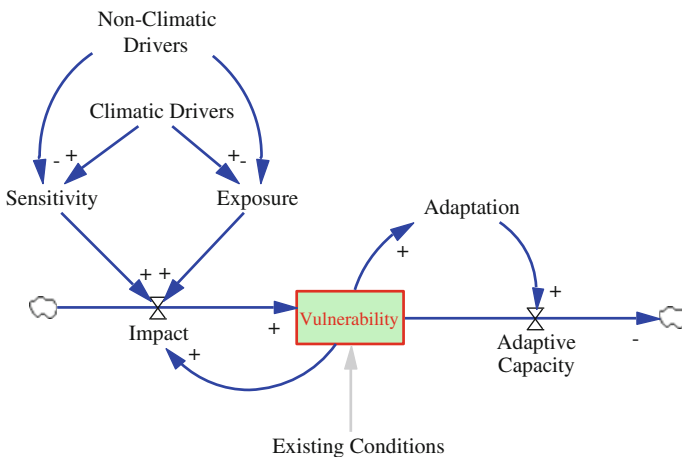 Non-Climatic
Drivers
Climatic Drivers
- +
+ -
Sensitivity
Exposure
Adaptation
+
+ +
+
Vulnerability
Impact
+
+
Adaptive
Capacity
-
Existing Conditions